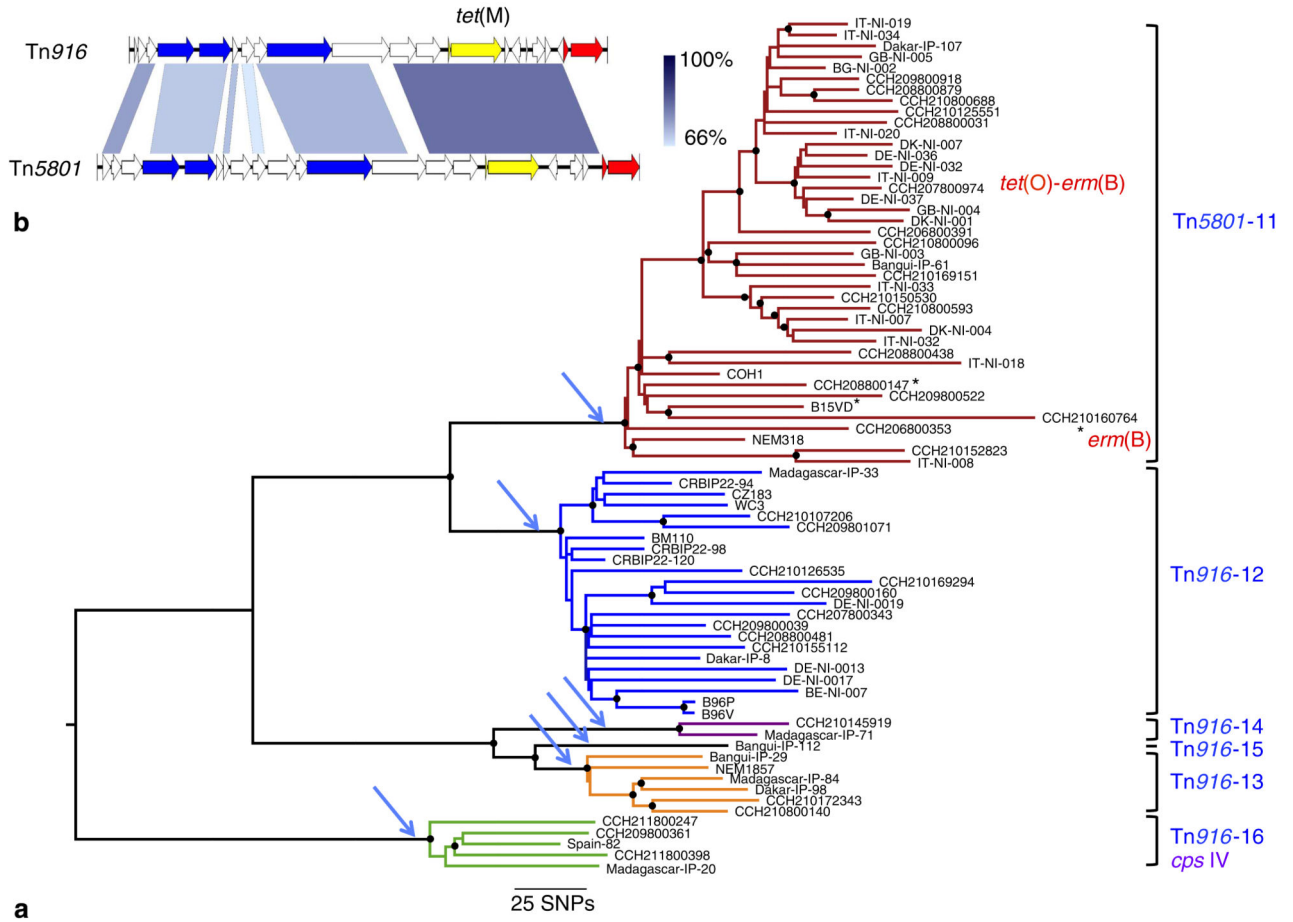 tet(M)
Tn916
100%
66%
Tn5801
b
IT-NI-019
IT-NI-034
Dakar-IP-107
GB-NI-005
BG-NI-002
CCH209800918
CCH208800879
CCH210800688
CCH210125551
CCH208800031
IT-NI-020
DK-NI-007
DE-NI-036
DE-NI-032
IT-NI-009
CCH207800974
DE-NI-037
GB-NI-004
DK-NI-001
CCH206800391
CCH210800096
GB-NI-003
Bangui-IP-61
CCH210169151
IT-NI-033
CCH210150530
CCH210800593
IT-NI-007
DK-NI-004
IT-NI-032
CCH208800438
IT-NI-018
COH1
CCH208800147 *
CCH209800522
B15VD *
CCH210160764
*
CCH206800353
NEM318
CCH210152823
IT-NI-008
tet(O)-erm(B)
erm(B)
Tn5801-11
Madagascar-IP-33
CRBIP22-94
CZ183
WC3
CCH210107206
CCH209801071
BM110
CRBIP22-98
CRBIP22-120
CCH210126535
CCH210169294
CCH209800160
DE-NI-0019
CCH207800343
CCH209800039
CCH208800481
CCH210155112
Dakar-IP-8
DE-NI-0013
DE-NI-0017
BE-NI-007
B96P
B96V
Tn916-12
CCH210145919
Madagascar-IP-71
Tn916-14
Bangui-IP-112
Tn916-15
Bangui-IP-29
NEM1857
Madagascar-IP-84
Dakar-IP-98
CCH210172343
CCH210800140
Tn916-13
CCH211800247
CCH209800361
Spain-82
CCH211800398
Madagascar-IP-20
Tn916-16
cps IV
25 SNPs
a